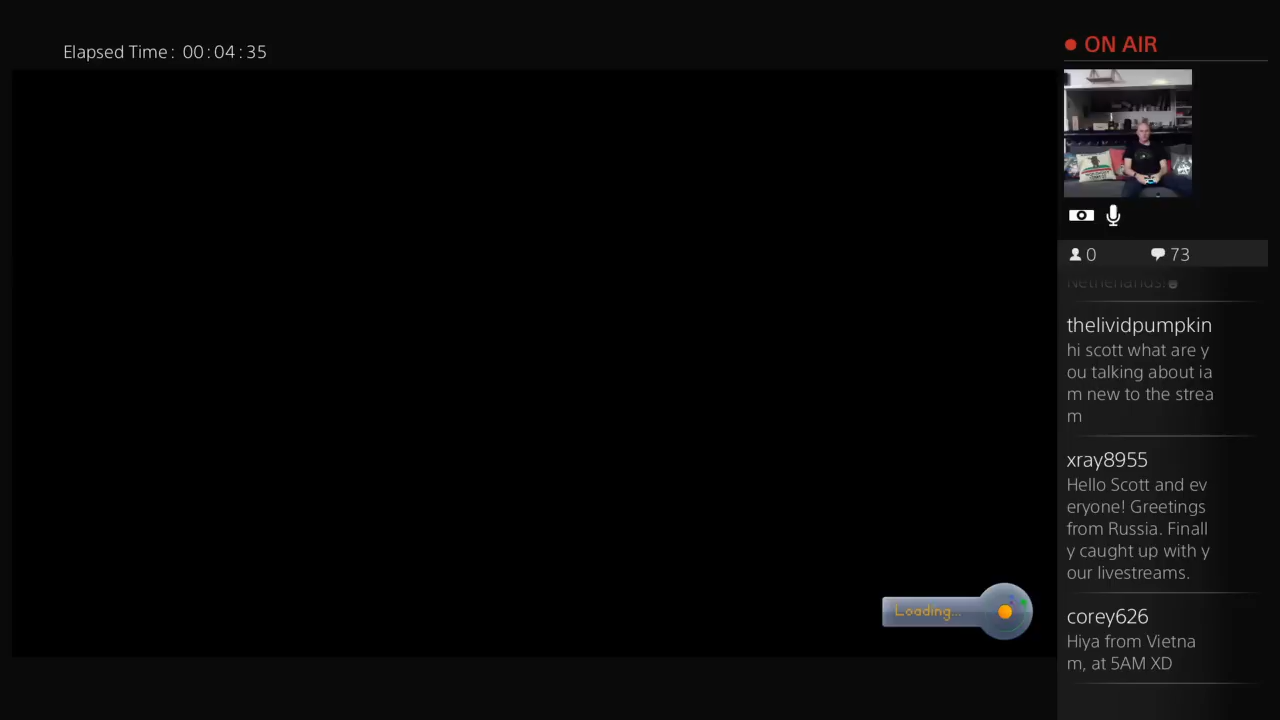 Elapsed Time: 00:04:35
ON AIR
0 73
Netherlands!
thelividpumpkin
hi scott what are y
ou talking about ia
m new to the strea
m
xray8955
Hello Scott and ev
eryone! Greetings
from Russia. Finall
y caught up with y
our livestreams.
corey626
Hiya from Vietna
m, at 5AM XD
Loading...